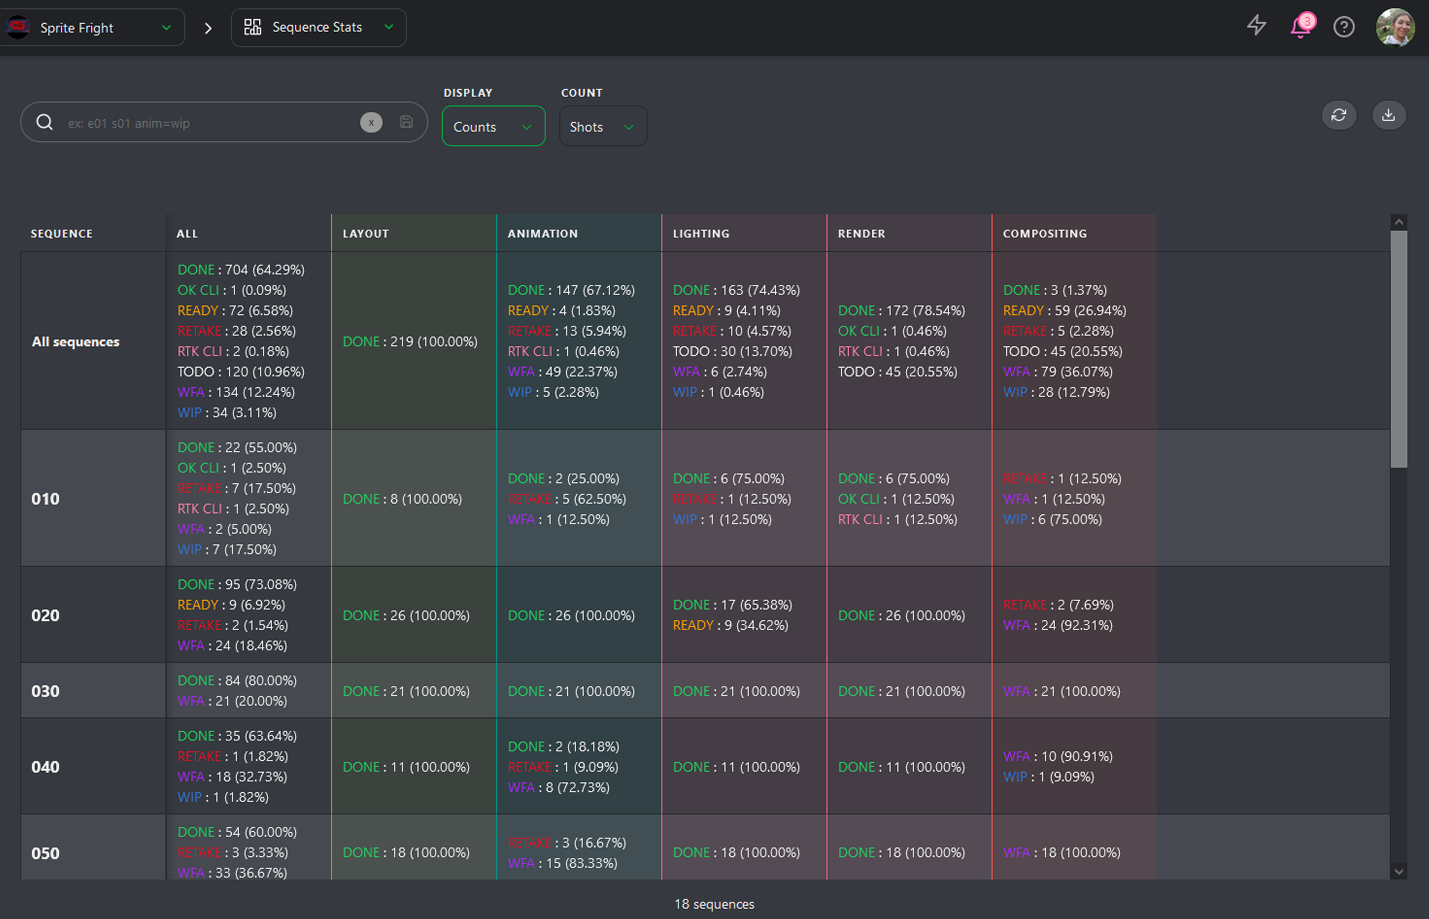 Sprite Fright
Sequence Stats
3
DISPLAY
COUNT
ex: e01 s01 anim=wip
x
Counts
Shots
SEQUENCE
ALL
LAYOUT
ANIMATION
LIGHTING
RENDER
COMPOSITING
All sequences
DONE : 704 (64.29%)
OK CLI : 1 (0.09%)
READY : 72 (6.58%)
RETAKE : 28 (2.56%)
RTK CLI : 2 (0.18%)
TODO : 120 (10.96%)
WFA : 134 (12.24%)
WIP : 34 (3.11%)
DONE : 219 (100.00%)
DONE : 147 (67.12%)
READY : 4 (1.83%)
RETAKE : 13 (5.94%)
RTK CLI : 1 (0.46%)
WFA : 49 (22.37%)
WIP : 5 (2.28%)
DONE : 163 (74.43%)
READY : 9 (4.11%)
RETAKE : 10 (4.57%)
TODO : 30 (13.70%)
WFA : 6 (2.74%)
WIP : 1 (0.46%)
DONE : 172 (78.54%)
OK CLI : 1 (0.46%)
RTK CLI : 1 (0.46%)
TODO : 45 (20.55%)
DONE : 3 (1.37%)
READY : 59 (26.94%)
RETAKE : 5 (2.28%)
TODO : 45 (20.55%)
WFA : 79 (36.07%)
WIP : 28 (12.79%)
010
DONE : 22 (55.00%)
OK CLI : 1 (2.50%)
RETAKE : 7 (17.50%)
RTK CLI : 1 (2.50%)
WFA : 2 (5.00%)
WIP : 7 (17.50%)
DONE : 8 (100.00%)
DONE : 2 (25.00%)
RETAKE : 5 (62.50%)
WFA : 1 (12.50%)
DONE : 6 (75.00%)
RETAKE : 1 (12.50%)
WIP : 1 (12.50%)
DONE : 6 (75.00%)
OK CLI : 1 (12.50%)
RTK CLI : 1 (12.50%)
RETAKE : 1 (12.50%)
WFA : 1 (12.50%)
WIP : 6 (75.00%)
020
DONE : 95 (73.08%)
READY : 9 (6.92%)
RETAKE : 2 (1.54%)
WFA : 24 (18.46%)
DONE : 26 (100.00%)
DONE : 26 (100.00%)
DONE : 17 (65.38%)
READY : 9 (34.62%)
DONE : 26 (100.00%)
RETAKE : 2 (7.69%)
WFA : 24 (92.31%)
030
DONE : 84 (80.00%)
WFA : 21 (20.00%)
DONE : 21 (100.00%)
DONE : 21 (100.00%)
DONE : 21 (100.00%)
DONE : 21 (100.00%)
WFA : 21 (100.00%)
040
DONE : 35 (63.64%)
RETAKE : 1 (1.82%)
WFA : 18 (32.73%)
WIP : 1 (1.82%)
DONE : 11 (100.00%)
DONE : 2 (18.18%)
RETAKE : 1 (9.09%)
WFA : 8 (72.73%)
DONE : 11 (100.00%)
DONE : 11 (100.00%)
WFA : 10 (90.91%)
WIP : 1 (9.09%)
050
DONE : 54 (60.00%)
RETAKE : 3 (3.33%)
WFA : 33 (36.67%)
DONE : 18 (100.00%)
RETAKE : 3 (16.67%)
WFA : 15 (83.33%)
DONE : 18 (100.00%)
DONE : 18 (100.00%)
WFA : 18 (100.00%)
18 sequences